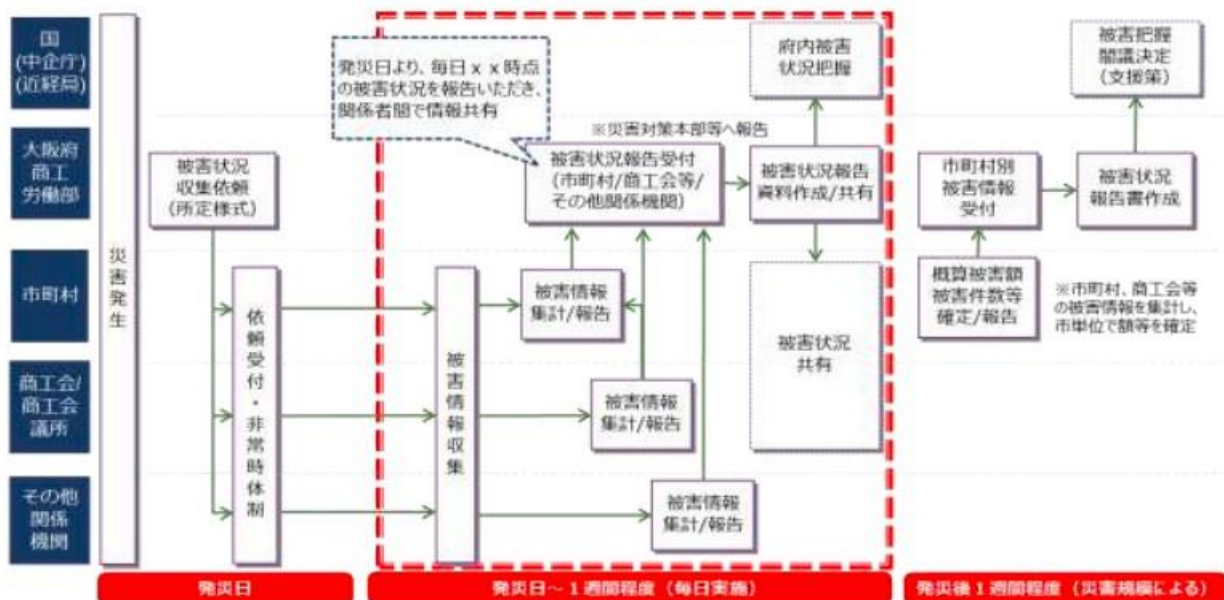 国
(中企庁)
(近経局)
大阪府
商工
労働部
市町村
商工会/
商工会
議所
その他
関係
機関
災害発生
被害状況
収集依頼
(所定様式)
依頼受付・非常時体制
発災日より、毎日ｘｘ時点
の被害状況を報告いただき、
関係者間で情報共有
被害情報収集
※災害対策本部等へ報告
被害状況報告受付
(市町村/商工会等/
その他関係機関)
被害情報
集計/報告
被害情報
集計/報告
被害情報
集計/報告
府内被害
状況把握
被害状況報告
資料作成/共有
被害状況
共有
市町村別
被害情報
受付
概算被害額
被害件数等
確定/報告
被害把握
閣議決定
(支援策)
被害状況
報告書作成
※市町村、商工会等
の被害情報を集計し、
市単位で額等を確定
発災日
発災日～１週間程度（毎日実施）
発災後１週間程度（災害規模による）